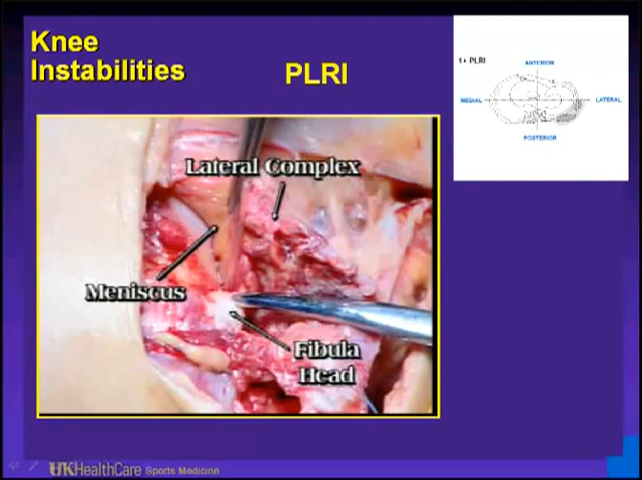 Knee
Instabilities
PLRI
1+ PLRI
ANTERIOR
MEDIAL
LATERAL
POSTERIOR
Lateral Complex
Meniscus
Fibula
Head
UKHealthCare Sports Medicine